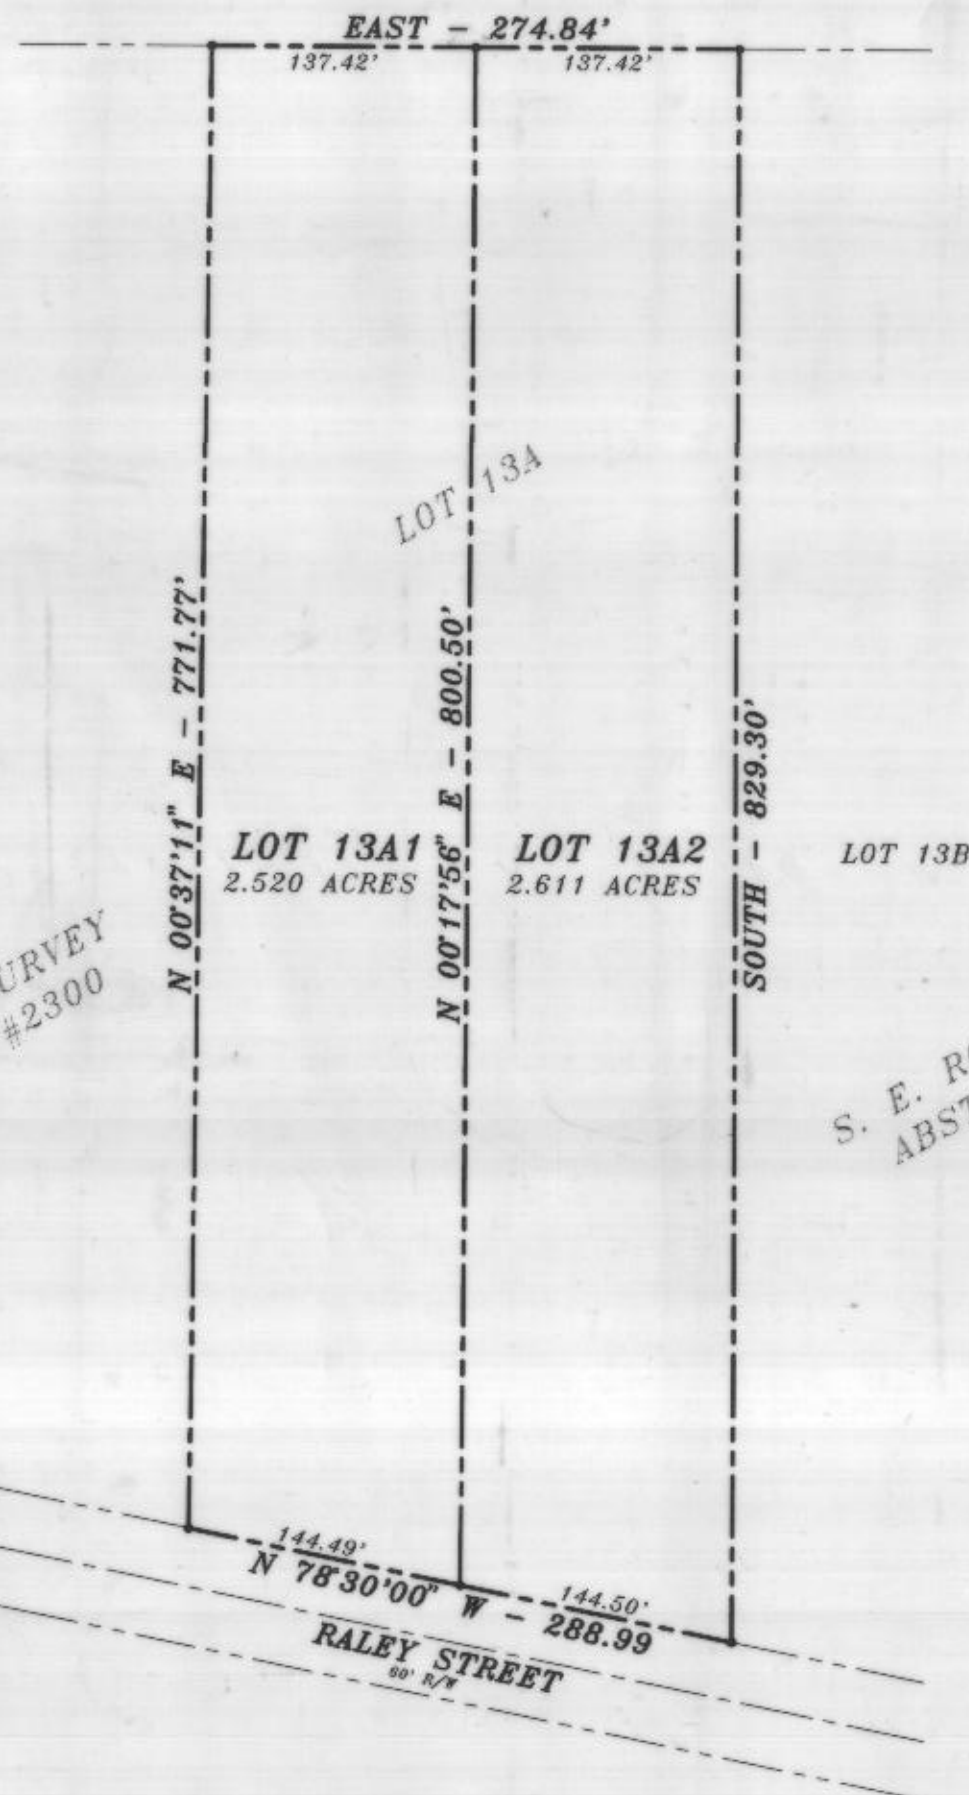 EAST - 274.84'
137.42'
137.42'
LOT 13A
N 00°37'11" E - 771.77'
N 00°17'56" E - 800.50'
SOUTH - 829.30'
LOT 13A1
2.520 ACRES
LOT 13A2
2.611 ACRES
LOT 13B
URVEY
#2300
S. E. R
ABST
144.49'
144.50'
N 78°30'00" W - 288.99
RALEY STREET
60' R/W